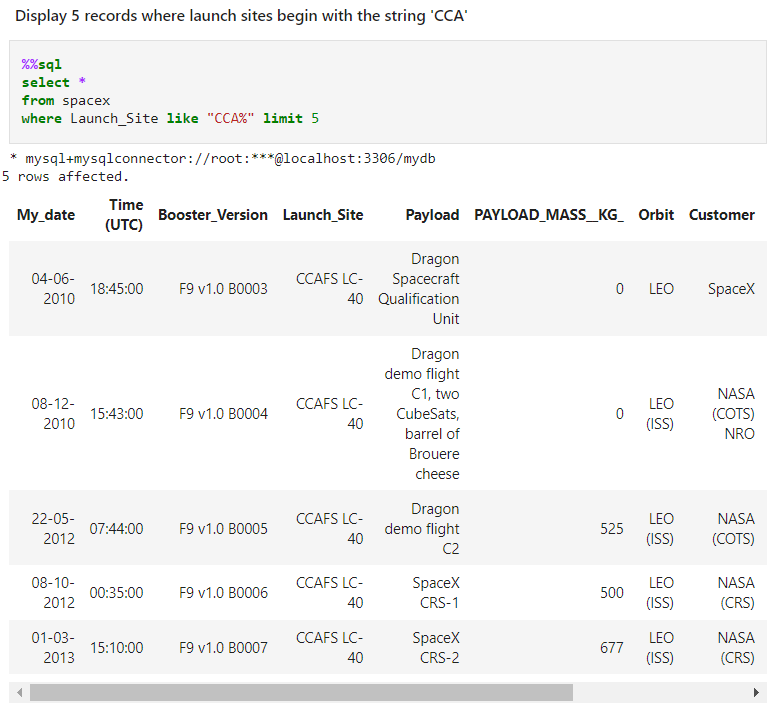 Display 5 records where launch sites begin with the string 'CCA'
%%sql
select *
from spacex
where Launch_Site like "CCA%" limit 5
* mysql+mysqlconnector://root:***@localhost:3306/mydb
5 rows affected.
My_date Time (UTC) Booster_Version Launch_Site Payload PAYLOAD_MASS__KG_ Orbit Customer
04-06-2010 18:45:00 F9 v1.0 B0003 CCAFS LC-40 Dragon Spacecraft Qualification Unit 0 LEO SpaceX
08-12-2010 15:43:00 F9 v1.0 B0004 CCAFS LC-40 Dragon demo flight C1, two CubeSats, barrel of Brouere cheese 0 LEO (ISS) NASA (COTS) NRO
22-05-2012 07:44:00 F9 v1.0 B0005 CCAFS LC-40 Dragon demo flight C2 525 LEO (ISS) NASA (COTS)
08-10-2012 00:35:00 F9 v1.0 B0006 CCAFS LC-40 SpaceX CRS-1 500 LEO (ISS) NASA (CRS)
01-03-2013 15:10:00 F9 v1.0 B0007 CCAFS LC-40 SpaceX CRS-2 677 LEO (ISS) NASA (CRS)